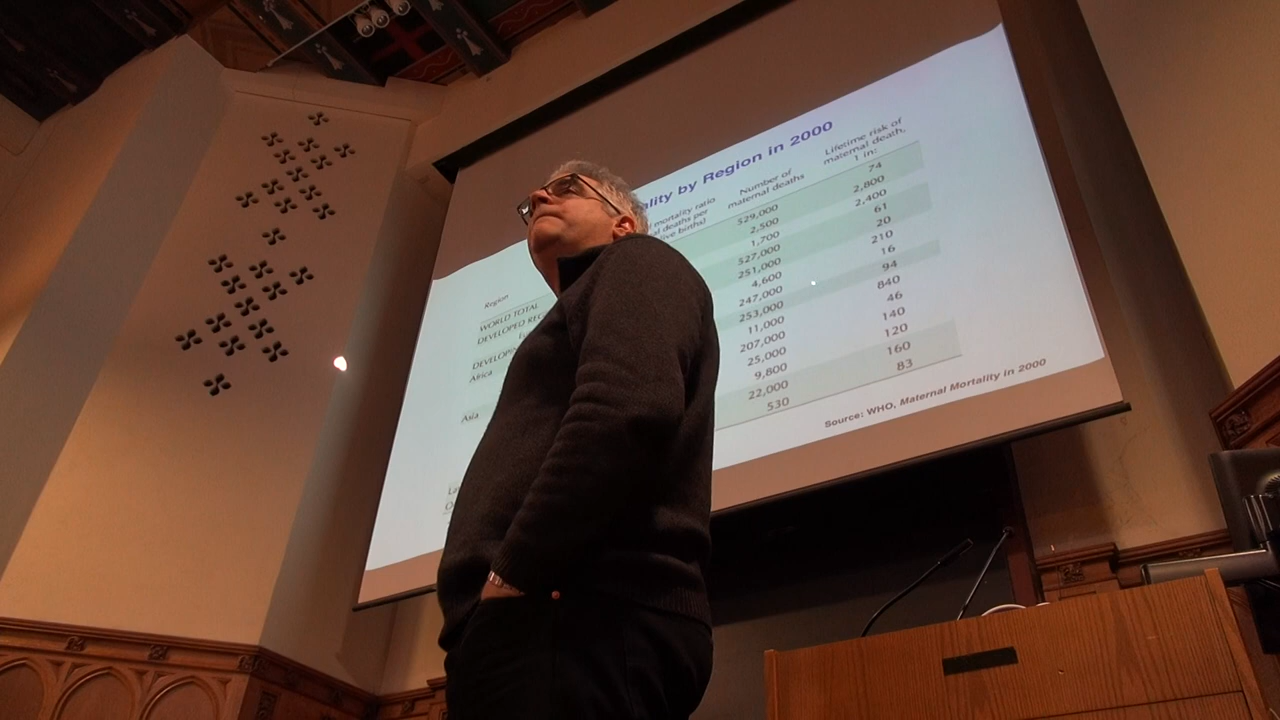 ality by Region in 2000
mortality ratio
al deaths per
live births)
Number of
maternal deaths
Lifetime risk of
maternal death,
1 in:
Region
WORLD TOTAL 529,000 74
DEVELOPED REG 2,500 2,800
1,700 2,400
DEVELOPIN 527,000 61
Africa 251,000 20
4,600 210
247,000 16
Asia 253,000 94
11,000 840
207,000 46
25,000 140
9,800 120
22,000 160
530 83
Source: WHO, Maternal Mortality in 2000